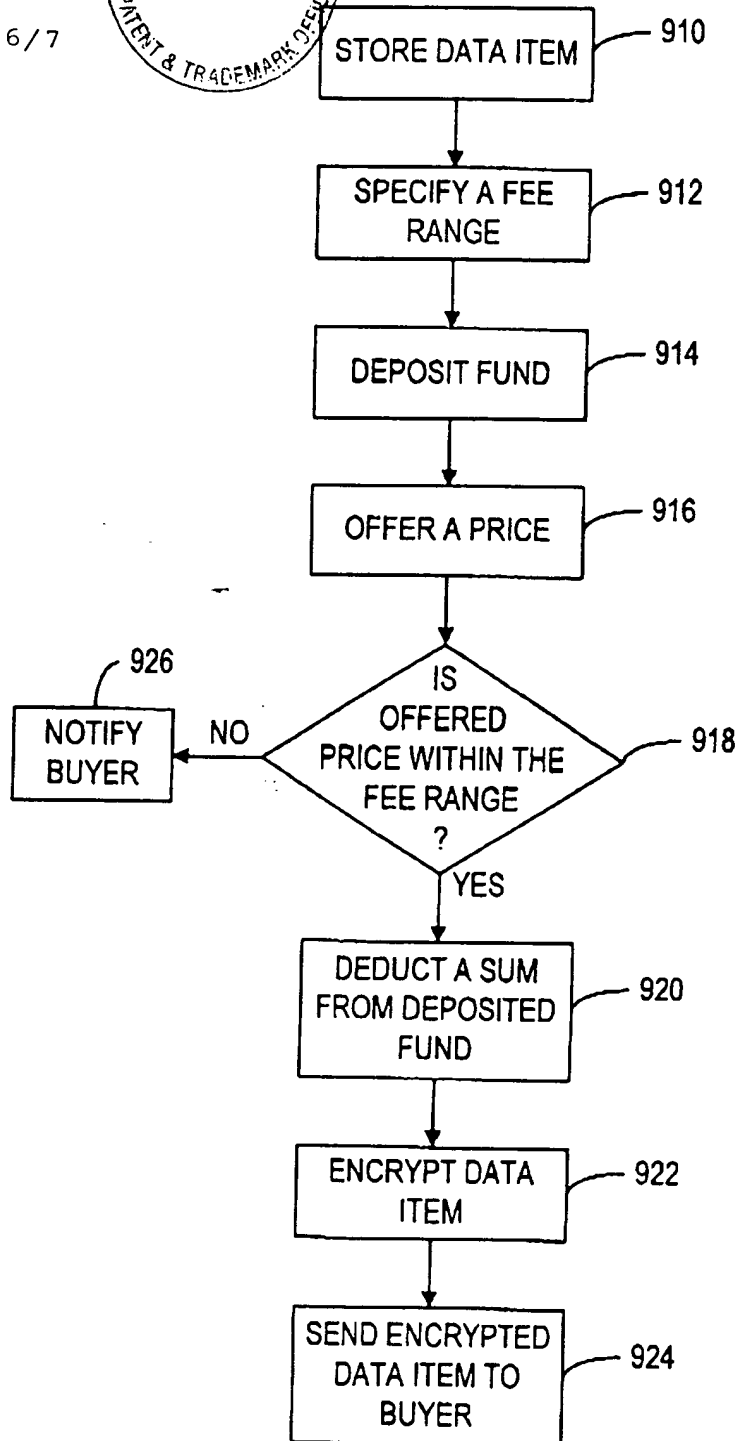 6/7
PATENT & TRADEMARK
STORE DATA ITEM
910
SPECIFY A FEE
RANGE
912
DEPOSIT FUND
914
OFFER A PRICE
916
IS
OFFERED
PRICE WITHIN THE
FEE RANGE
?
918
NO
926
NOTIFY
BUYER
YES
DEDUCT A SUM
FROM DEPOSITED
FUND
920
ENCRYPT DATA
ITEM
922
SEND ENCRYPTED
DATA ITEM TO
BUYER
924